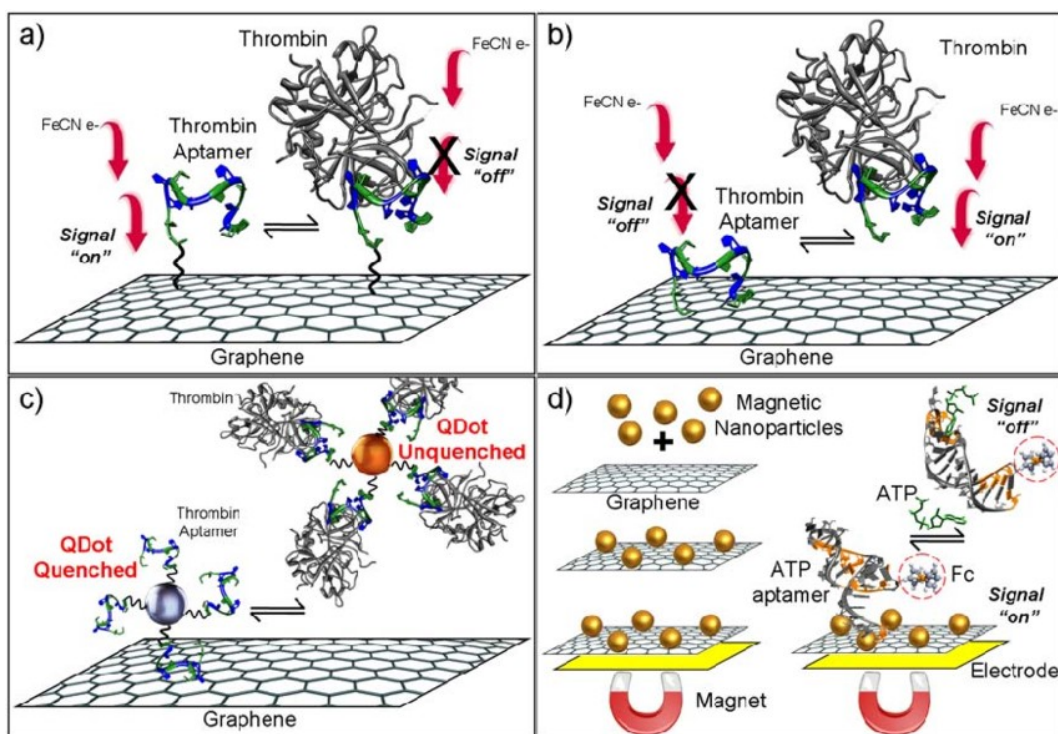 a)
Thrombin
FeCN e-
FeCN e-
Thrombin
Aptamer
Signal
"off"
X
Signal
"on"
Graphene
b)
Thrombin
FeCN e-
FeCN e-
X
Signal
"off"
Thrombin
Aptamer
Signal
"on"
Graphene
c)
Thrombin
QDot
Unquenched
Thrombin
Aptamer
QDot
Quenched
Graphene
d)
Magnetic
Nanoparticles
+
Graphene
Signal
"off"
ATP
ATP
aptamer
Fc
Signal
"on"
Electrode
Magnet